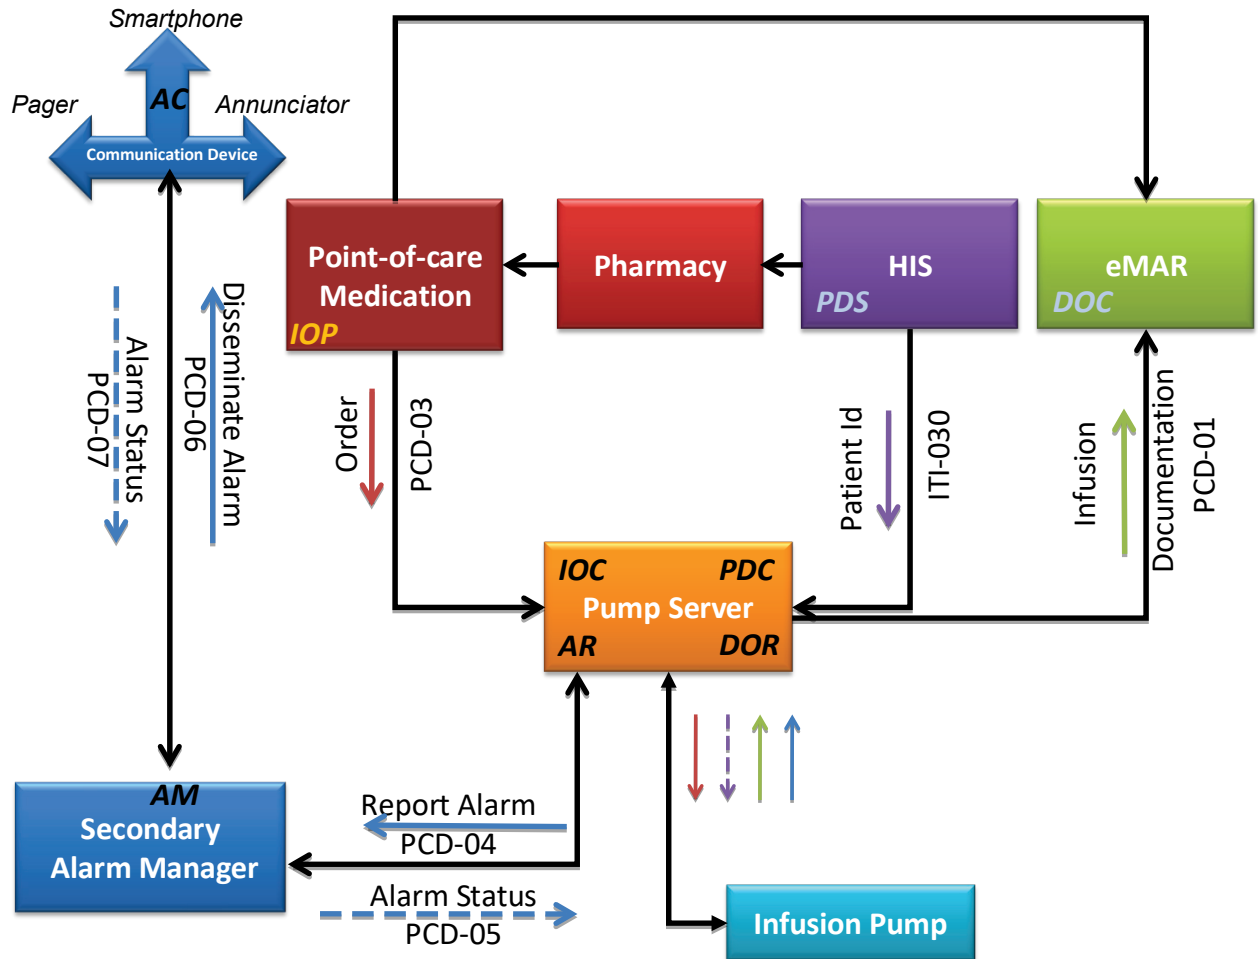 Smartphone
Pager
AC
Annunciator
Communication Device
Point-of-care
Medication
IOP
Pharmacy
HIS
PDS
eMAR
DOC
Alarm Status
PCD-07
Disseminate Alarm
PCD-06
Order
PCD-03
Patient Id
ITI-030
Infusion
Documentation
PCD-01
IOC
PDC
Pump Server
AR
DOR
AM
Secondary
Alarm Manager
Report Alarm
PCD-04
Alarm Status
PCD-05
Infusion Pump